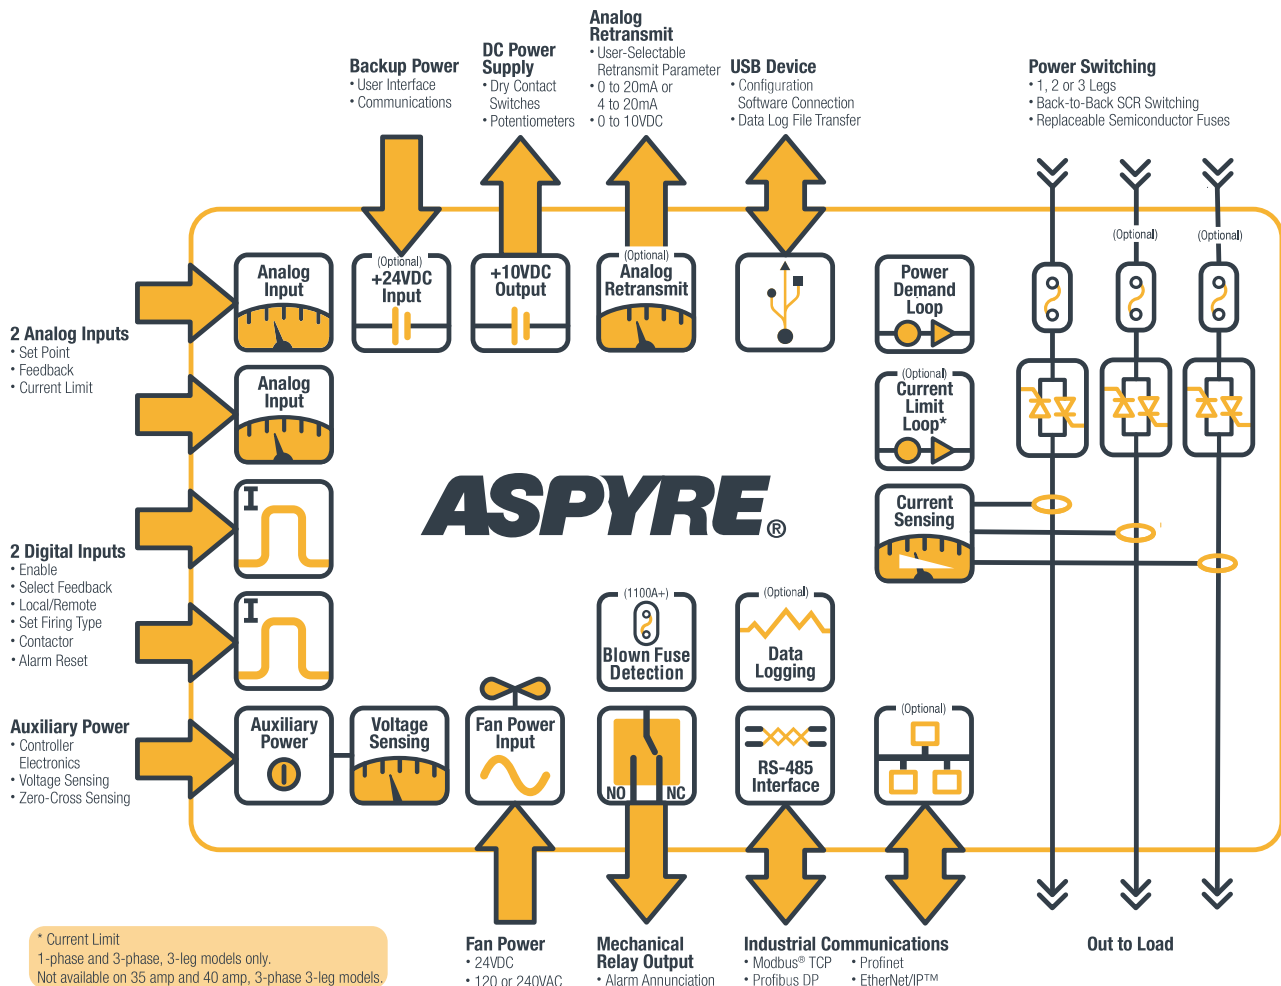 Backup Power
• User Interface
• Communications
DC Power
Supply
• Dry Contact
Switches
• Potentiometers
Analog
Retransmit
• User-Selectable
Retransmit Parameter
• 0 to 20mA or
4 to 20mA
• 0 to 10VDC
USB Device
• Configuration
Software Connection
• Data Log File Transfer
Power Switching
• 1, 2 or 3 Legs
• Back-to-Back SCR Switching
• Replaceable Semiconductor Fuses
2 Analog Inputs
• Set Point
• Feedback
• Current Limit
Analog
Input
(Optional)
+24VDC
Input
+10VDC
Output
(Optional)
Analog
Retransmit
Power
Demand
Loop
(Optional)
(Optional)
Analog
Input
(Optional)
Current
Limit
Loop*
ASPYRE®
Current
Sensing
2 Digital Inputs
• Enable
• Select Feedback
• Local/Remote
• Set Firing Type
• Contactor
• Alarm Reset
I
I
(1100A+)
Blown Fuse
Detection
(Optional)
Data
Logging
Auxiliary Power
• Controller
Electronics
• Voltage Sensing
• Zero-Cross Sensing
Auxiliary
Power
Voltage
Sensing
Fan Power
Input
NO NC
RS-485
Interface
(Optional)
* Current Limit
1-phase and 3-phase, 3-leg models only.
Not available on 35 amp and 40 amp, 3-phase 3-leg models.
Fan Power
• 24VDC
• 120 or 240VAC
Mechanical
Relay Output
• Alarm Annunciation
Industrial Communications
• Modbus® TCP
• Profibus DP
• Profinet
• EtherNet/IP™
Out to Load